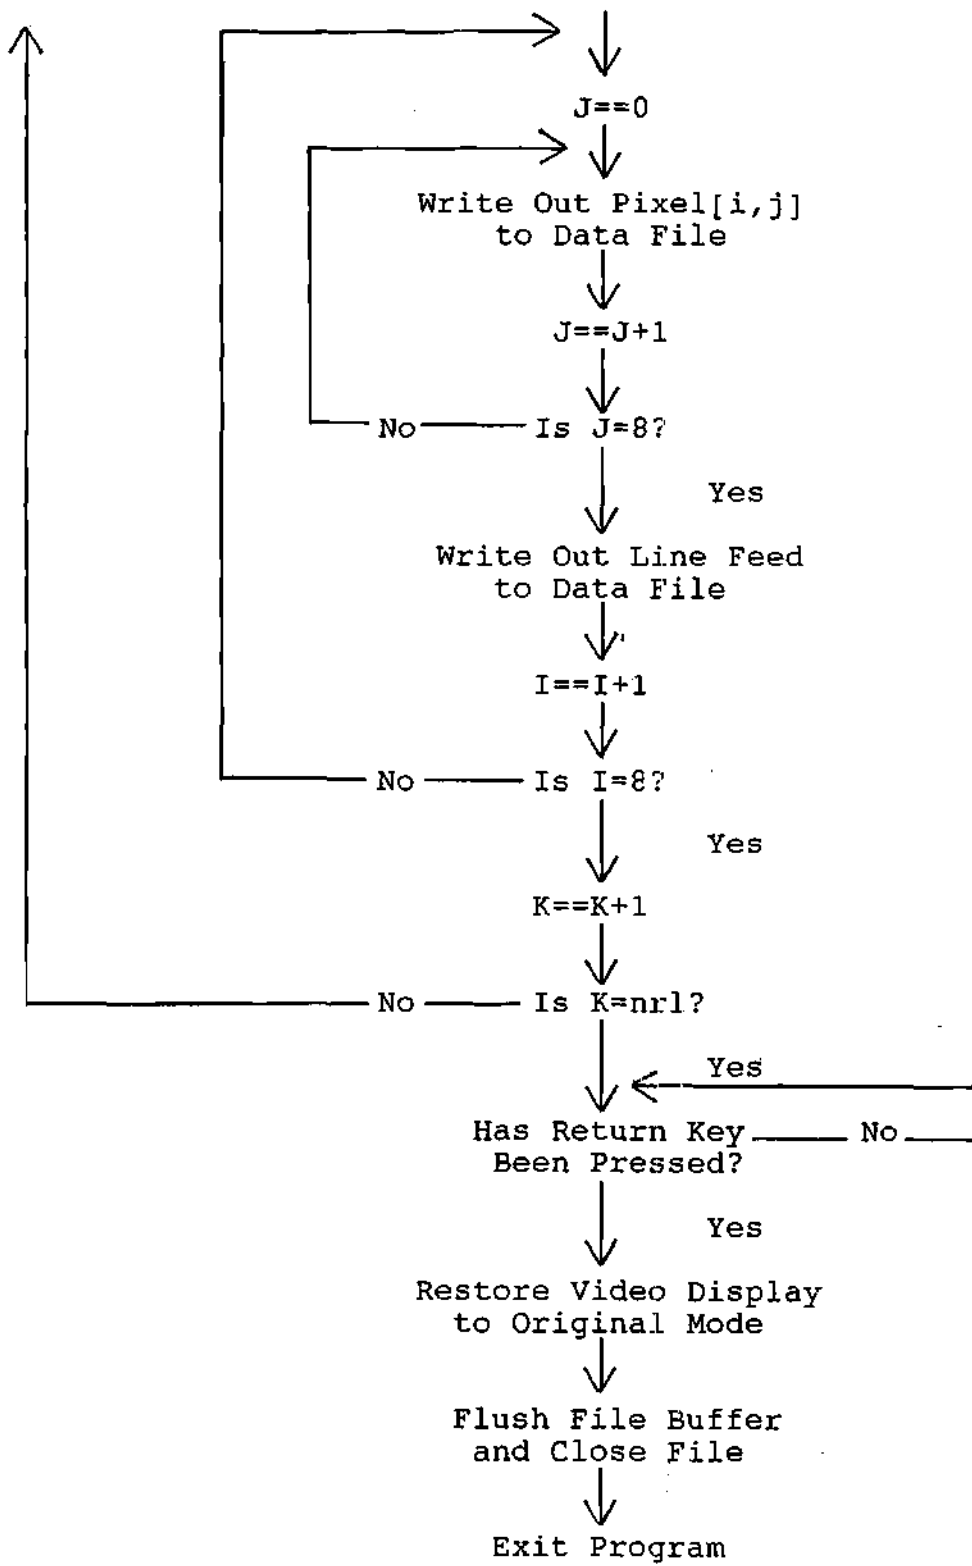 J==0
Write Out Pixel[i,j]
to Data File
J==J+1
No
Is J=8?
Yes
Write Out Line Feed
to Data File
I==I+1
No
Is I=8?
Yes
K==K+1
No
Is K=nrl?
Yes
Has Return Key
No
Been Pressed?
Yes
Restore Video Display
to Original Mode
Flush File Buffer
and Close File
Exit Program